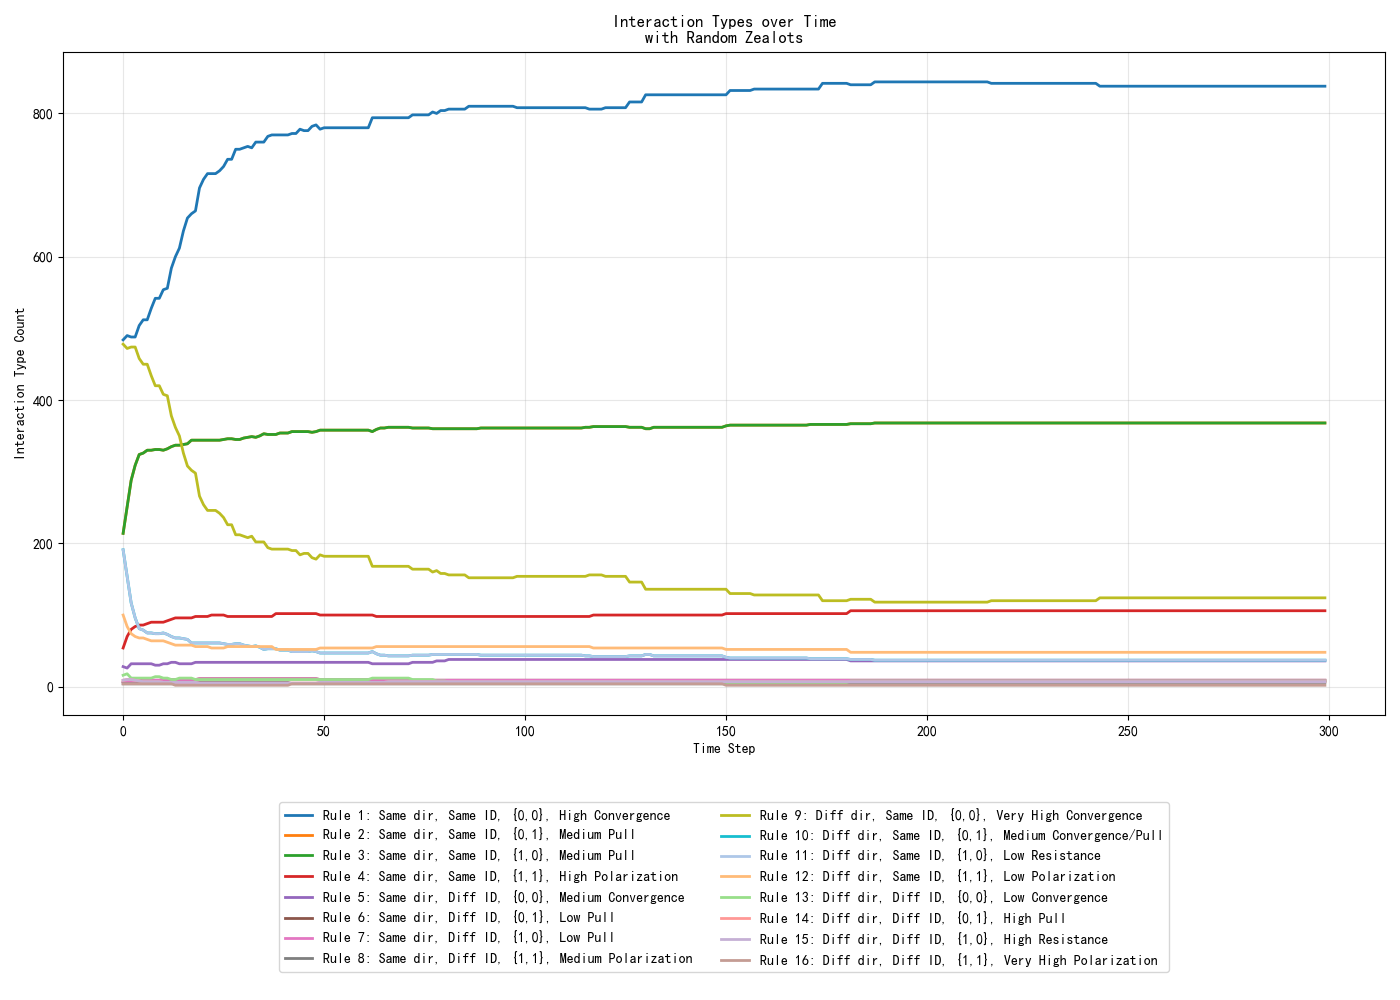 Interaction Types over Time
with Random Zealots
Interaction Type Count
800
600
400
200
0
0 50 100 150 200 250 300
Time Step
Rule 1: Same dir, Same ID, {0,0}, High Convergence
Rule 2: Same dir, Same ID, {0,1}, Medium Pull
Rule 3: Same dir, Same ID, {1,0}, Medium Pull
Rule 4: Same dir, Same ID, {1,1}, High Polarization
Rule 5: Same dir, Diff ID, {0,0}, Medium Convergence
Rule 6: Same dir, Diff ID, {0,1}, Low Pull
Rule 7: Same dir, Diff ID, {1,0}, Low Pull
Rule 8: Same dir, Diff ID, {1,1}, Medium Polarization
Rule 9: Diff dir, Same ID, {0,0}, Very High Convergence
Rule 10: Diff dir, Same ID, {0,1}, Medium Convergence/Pull
Rule 11: Diff dir, Same ID, {1,0}, Low Resistance
Rule 12: Diff dir, Same ID, {1,1}, Low Polarization
Rule 13: Diff dir, Diff ID, {0,0}, Low Convergence
Rule 14: Diff dir, Diff ID, {0,1}, High Pull
Rule 15: Diff dir, Diff ID, {1,0}, High Resistance
Rule 16: Diff dir, Diff ID, {1,1}, Very High Polarization